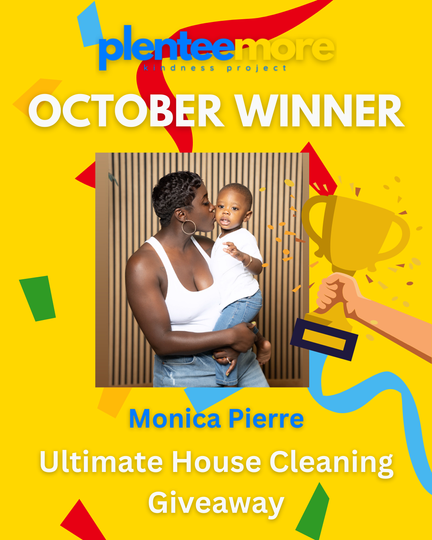 plenteemore
kindness project
OCTOBER WINNER
Monica Pierre
Ultimate House Cleaning
Giveaway